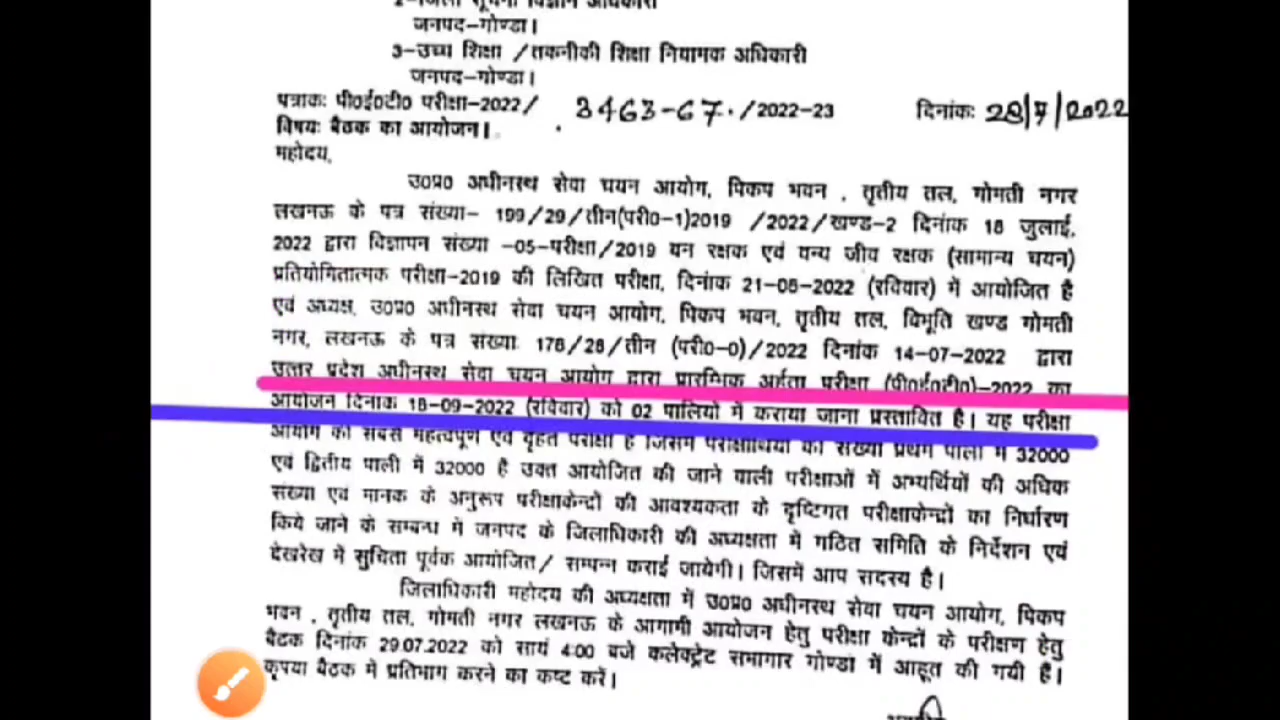 2-जिला सूचना विज्ञान अधिकारी
जनपद-गोण्डा।
3-उच्च शिक्षा /तकनीकी शिक्षा नियामक अधिकारी
जनपद-गोण्डा।
पत्राकः पी०ई०टी० परीक्षा-2022/ 3463-67./2022-23 दिनांकः 28/7/2022
विषयः बैठक का आयोजन।
महोदय,
उ०प्र० अधीनस्थ सेवा चयन आयोग, पिकप भवन , तृतीय तल, गोमती नगर
लखनऊ के पत्र संख्या- 199/29/तीन(परी०-1)2019 /2022/खण्ड-2 दिनांक 18 जुलाई,
2022 द्वारा विज्ञापन संख्या -05-परीक्षा/2019 वन रक्षक एवं वन्य जीव रक्षक (सामान्य चयन)
प्रतियोगितात्मक परीक्षा-2019 की लिखित परीक्षा, दिनांक 21-08-2022 (रविवार) में आयोजित है
एवं अध्यक्ष, उ०प्र० अधीनस्थ सेवा चयन आयोग, पिकप भवन, तृतीय तल, विभूति खण्ड गोमती
नगर, लखनऊ के पत्र संख्या 178/28/तीन (परी०-0)/2022 दिनांक 14-07-2022 द्वारा
उत्तर प्रदेश अधीनस्थ सेवा चयन आयोग द्वारा प्रारम्भिक अर्हता परीक्षा (पी०ई०टी०)-2022 का
आयोजन दिनांक 18-09-2022 (रविवार) को 02 पालियो में कराया जाना प्रस्तावित है। यह परीक्षा
आयोग की सबसे महत्वपूर्ण एवं वृहत परीक्षा है जिसमें परीक्षार्थियों की संख्या प्रथम पाली में 32000
एवं द्वितीय पाली में 32000 है उक्त आयोजित की जाने वाली परीक्षाओं में अभ्यर्थियों की अधिक
संख्या एवं मानक के अनुरूप परीक्षाकेन्द्रों की आवश्यकता के दृष्टिगत परीक्षाकेन्द्रों का निर्धारण
किये जाने के सम्बन्ध में जनपद के जिलाधिकारी की अध्यक्षता में गठित समिति के निर्देशन एवं
देखरेख में सुचिता पूर्वक आयोजित/ सम्पन्न कराई जायेगी। जिसमें आप सदस्य है।
जिलाधिकारी महोदय की अध्यक्षता में उ०प्र० अधीनस्थ सेवा चयन आयोग, पिकप
भवन , तृतीय तल, गोमती नगर लखनऊ के आगामी आयोजन हेतु परीक्षा केन्द्रों के परीक्षण हेतु
बैठक दिनांक 29.07.2022 को सायं 4:00 बजे कलेक्ट्रेट सभागार गोण्डा में आहूत की गयी है।
कृपया बैठक मे प्रतिभाग करने का कष्ट करें।